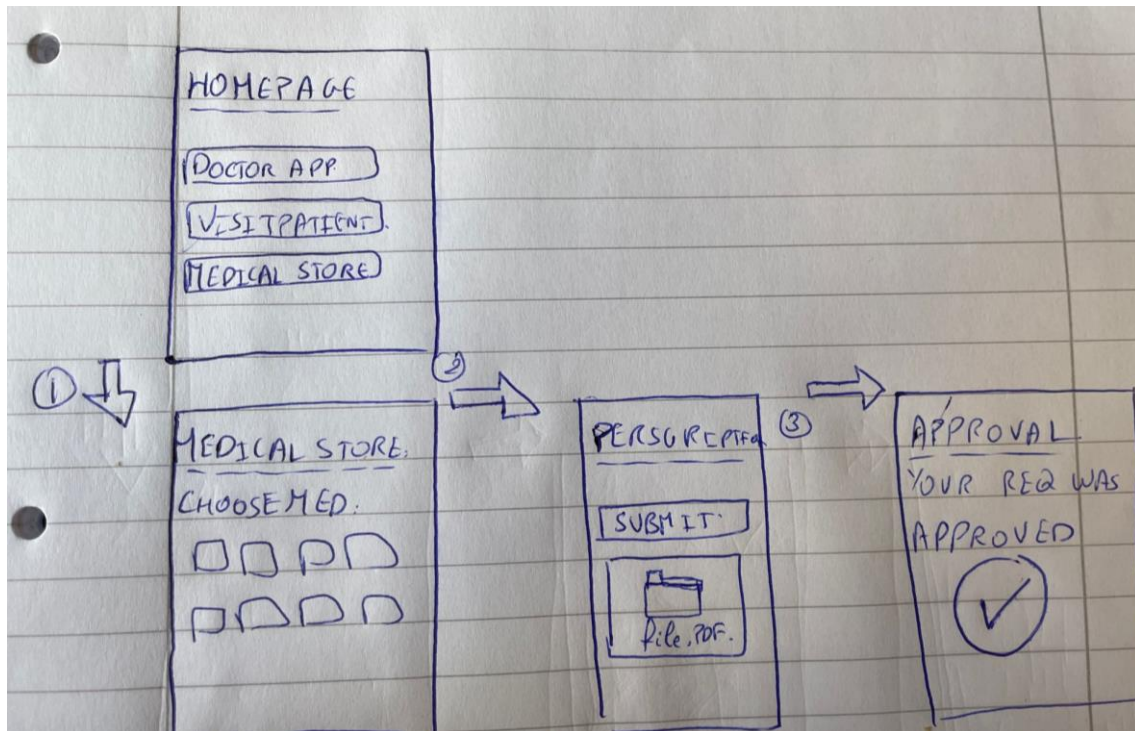 HOMEPAGE
DOCTOR APP.
VISITPATIENT.
MEDICAL STORE
1
2
MEDICAL STORE.
CHOOSE MED.
PERSCREPTFO
SUBMIT.
file.PDF.
3
APPROVAL
YOUR REQ WAS
APPROVED